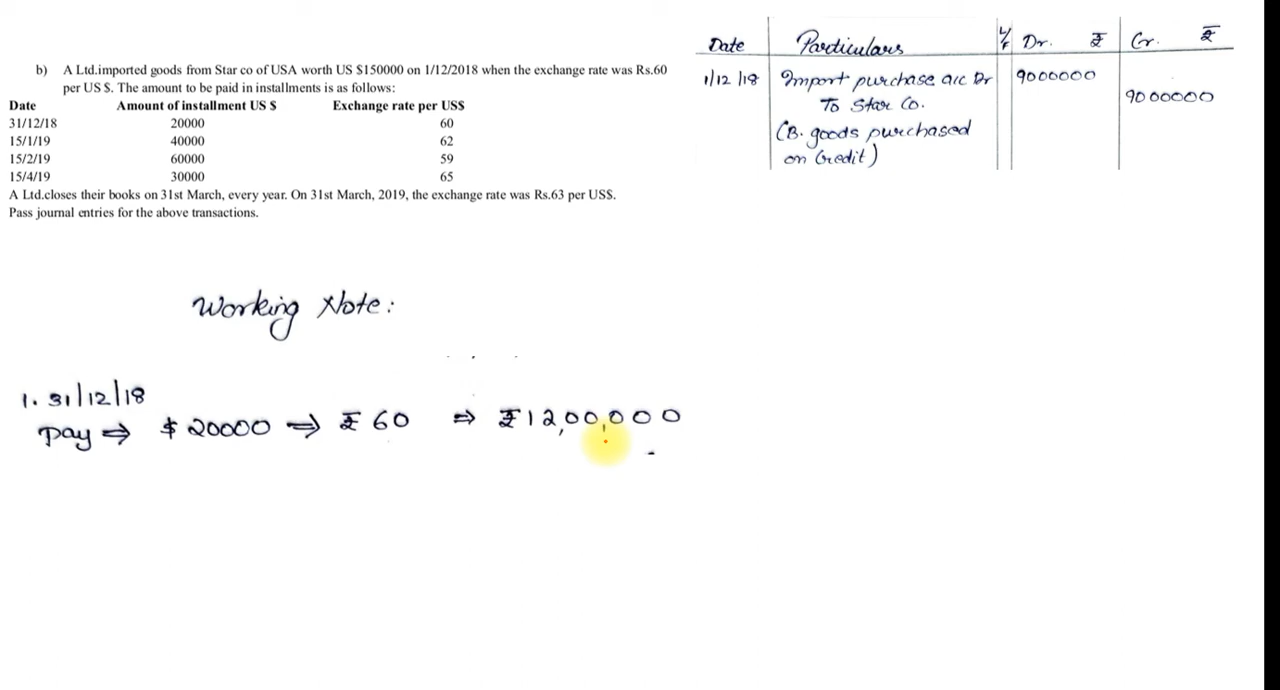 b) A Ltd.imported goods from Star co of USA worth US $150000 on 1/12/2018 when the exchange rate was Rs.60
per US $. The amount to be paid in installments is as follows:
Date Amount of installment US $ Exchange rate per US$
31/12/18 20000 60
15/1/19 40000 62
15/2/19 60000 59
15/4/19 30000 65
A Ltd.closes their books on 31st March, every year. On 31st March, 2019, the exchange rate was Rs.63 per US$.
Pass journal entries for the above transactions.
Date Particulars L/F Dr. ₹ Cr. ₹
1/12/18 Import purchase a/c Dr 9000000
To Star Co. 9000000
(B. goods purchased
on Credit)
Working Note:
1. 31/12/18
Pay ⇒ $ 20000 ⇒ ₹ 60 ⇒ ₹12,00,000